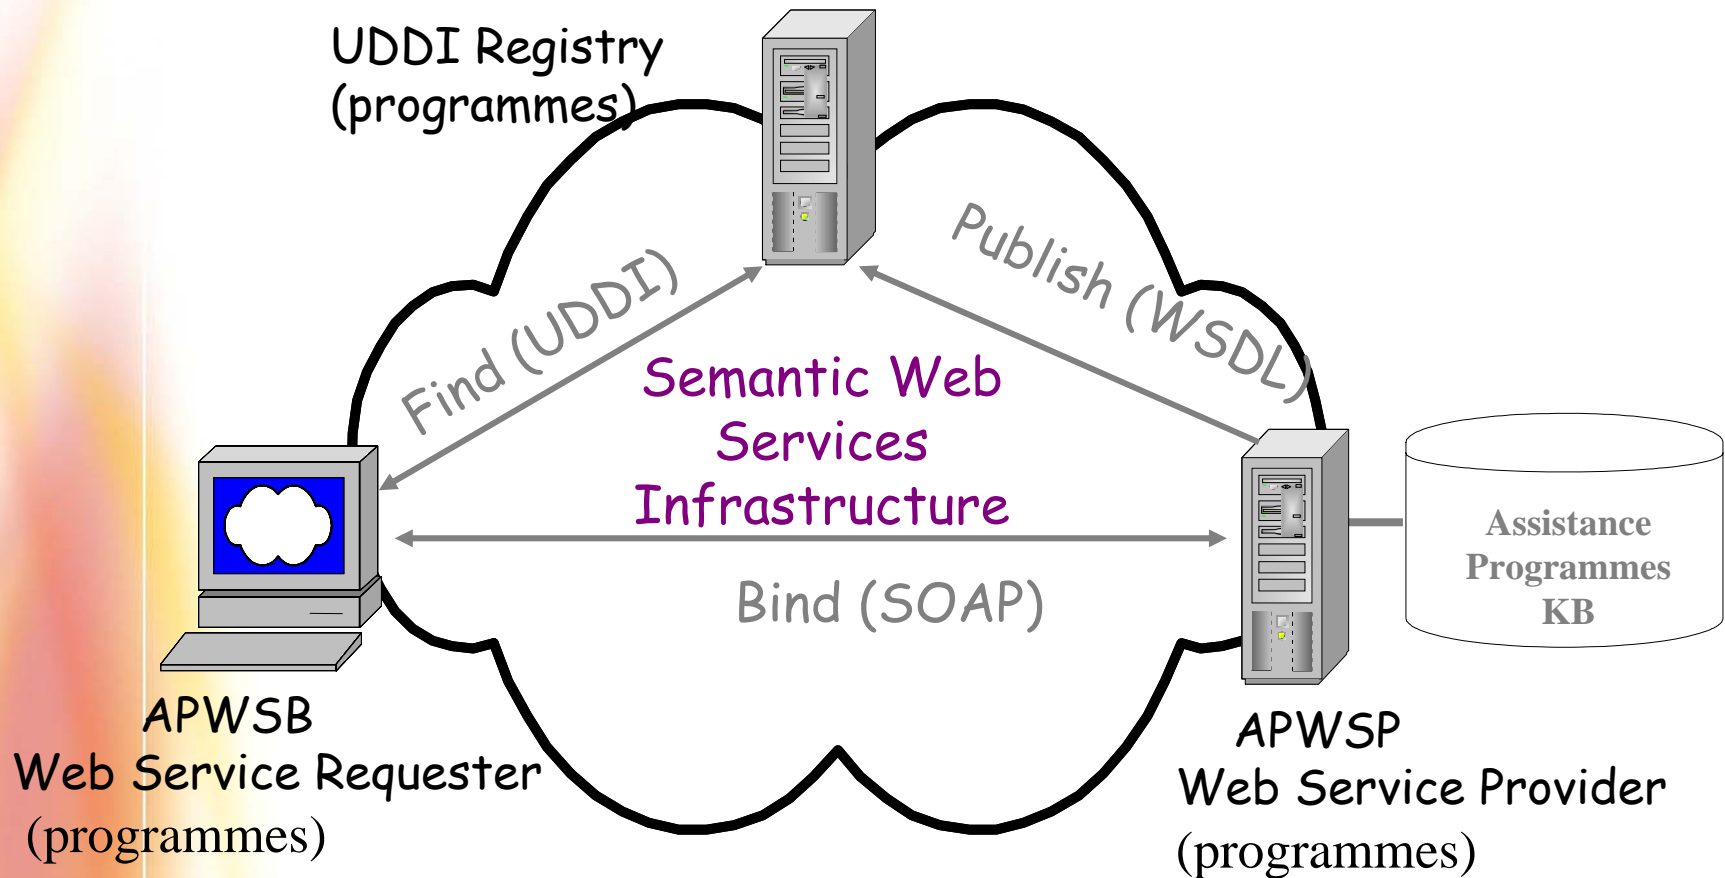 UDDI Registry
(programmes)
Publish (WSDL)
Find (UDDI)
Semantic Web
Services
Infrastructure
Bind (SOAP)
Assistance
Programmes
KB
APWSB
Web Service Requester
(programmes)
APWSP
Web Service Provider
(programmes)